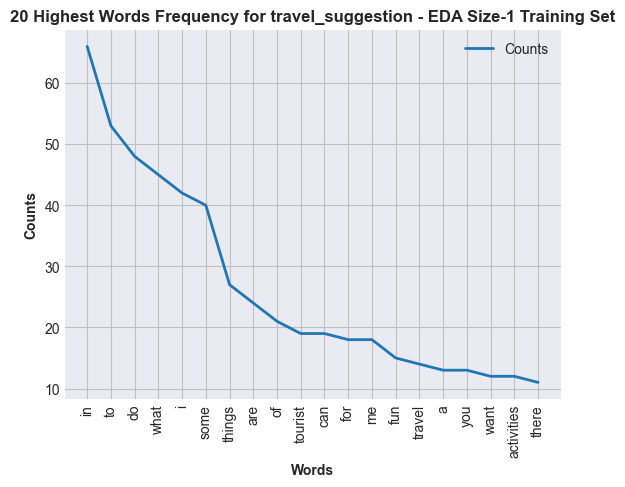 20 Highest Words Frequency for travel_suggestion - EDA Size-1 Training Set
Counts
Counts
60
50
40
30
20
10
in
to
do
what
i
some
things
are
of
tourist
can
for
me
fun
travel
a
you
want
activities
there
Words